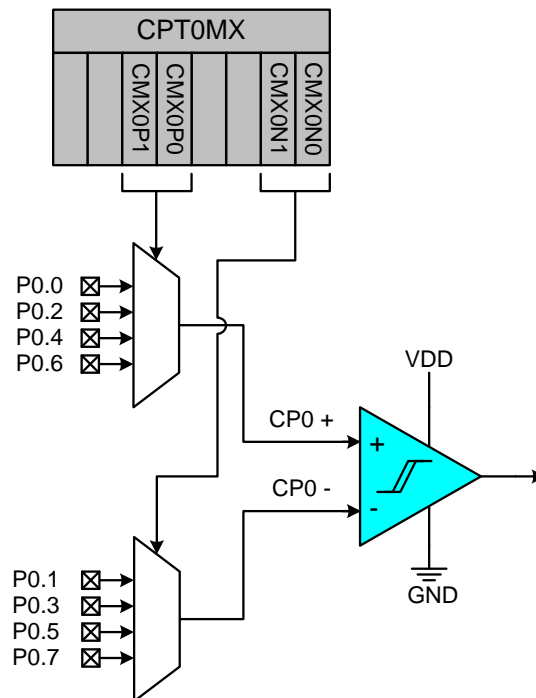 CPT0MX
CMX0P1
CMX0P0
CMX0N1
CMX0N0
P0.0
P0.2
P0.4
P0.6
VDD
CP0 +
+
CP0 -
-
GND
P0.1
P0.3
P0.5
P0.7